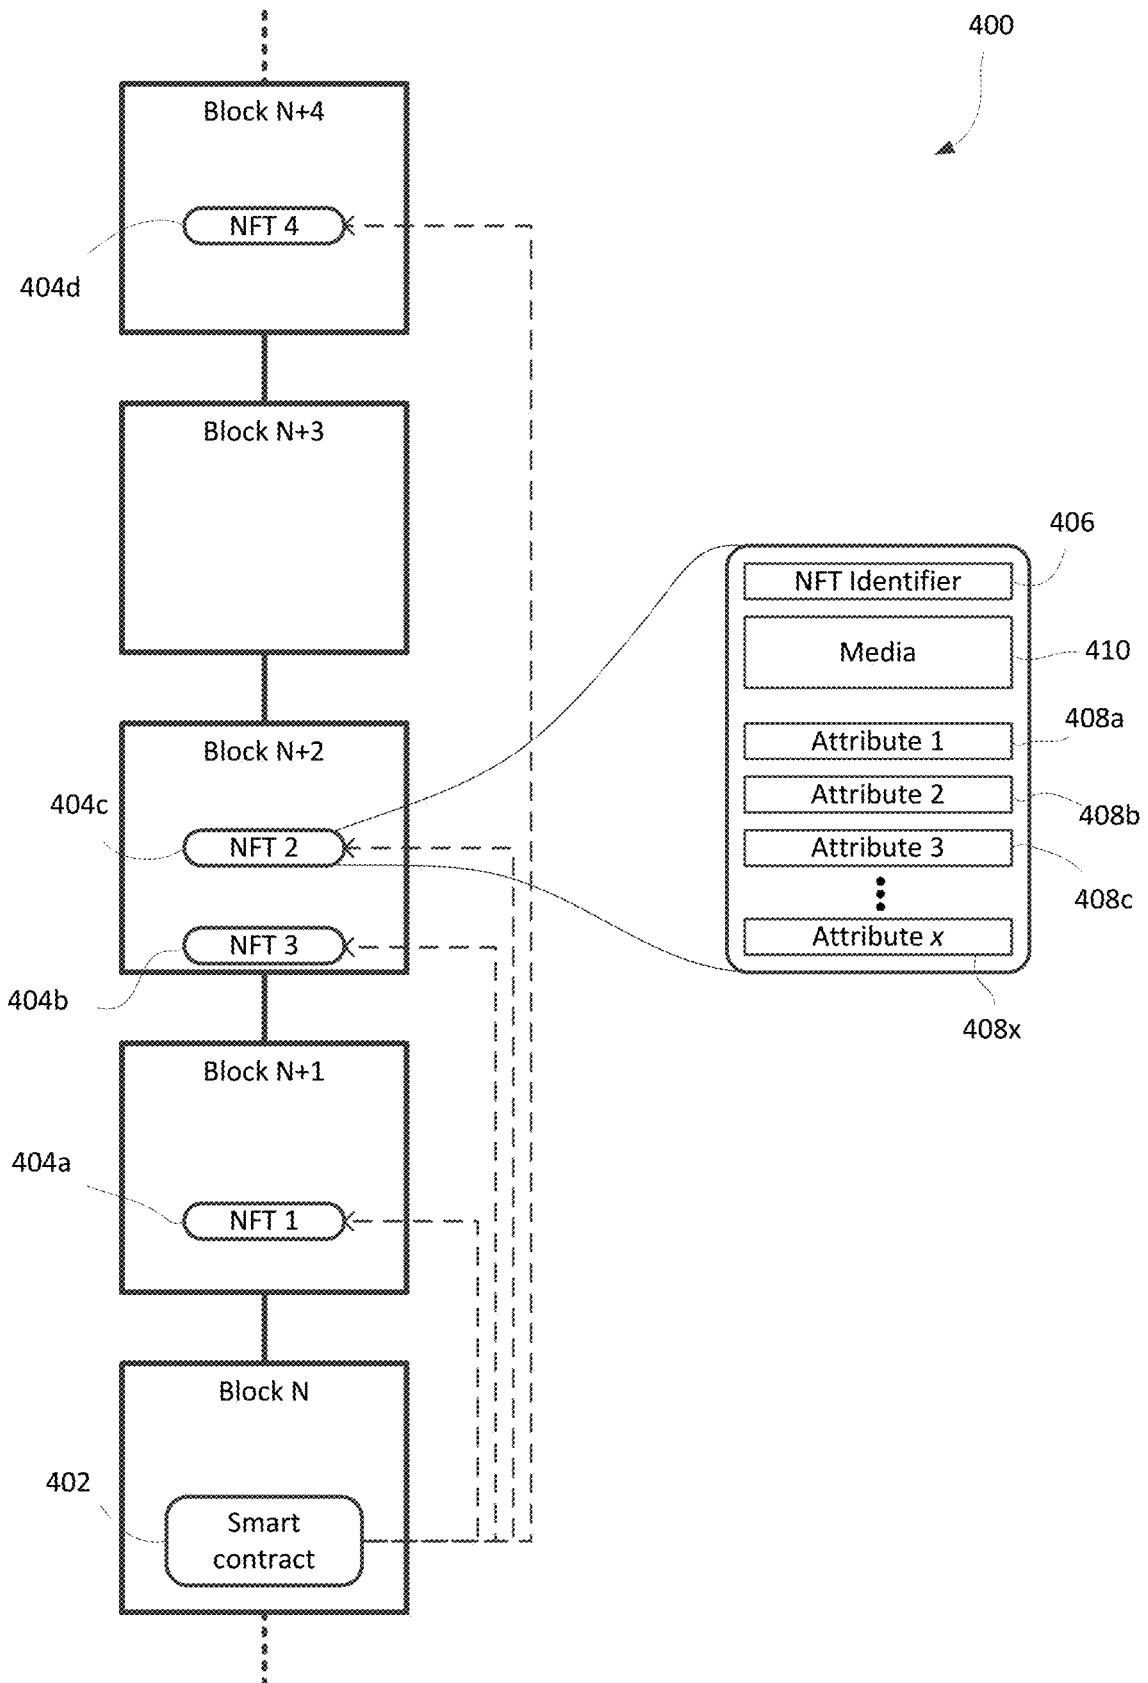 400
Block N+4
NFT 4
404d
Block N+3
406
NFT Identifier
Media
410
Block N+2
408a
Attribute 1
404c
Attribute 2
408b
NFT 2
Attribute 3
408c
NFT 3
Attribute x
404b
408x
Block N+1
404a
NFT 1
Block N
402
Smart
contract